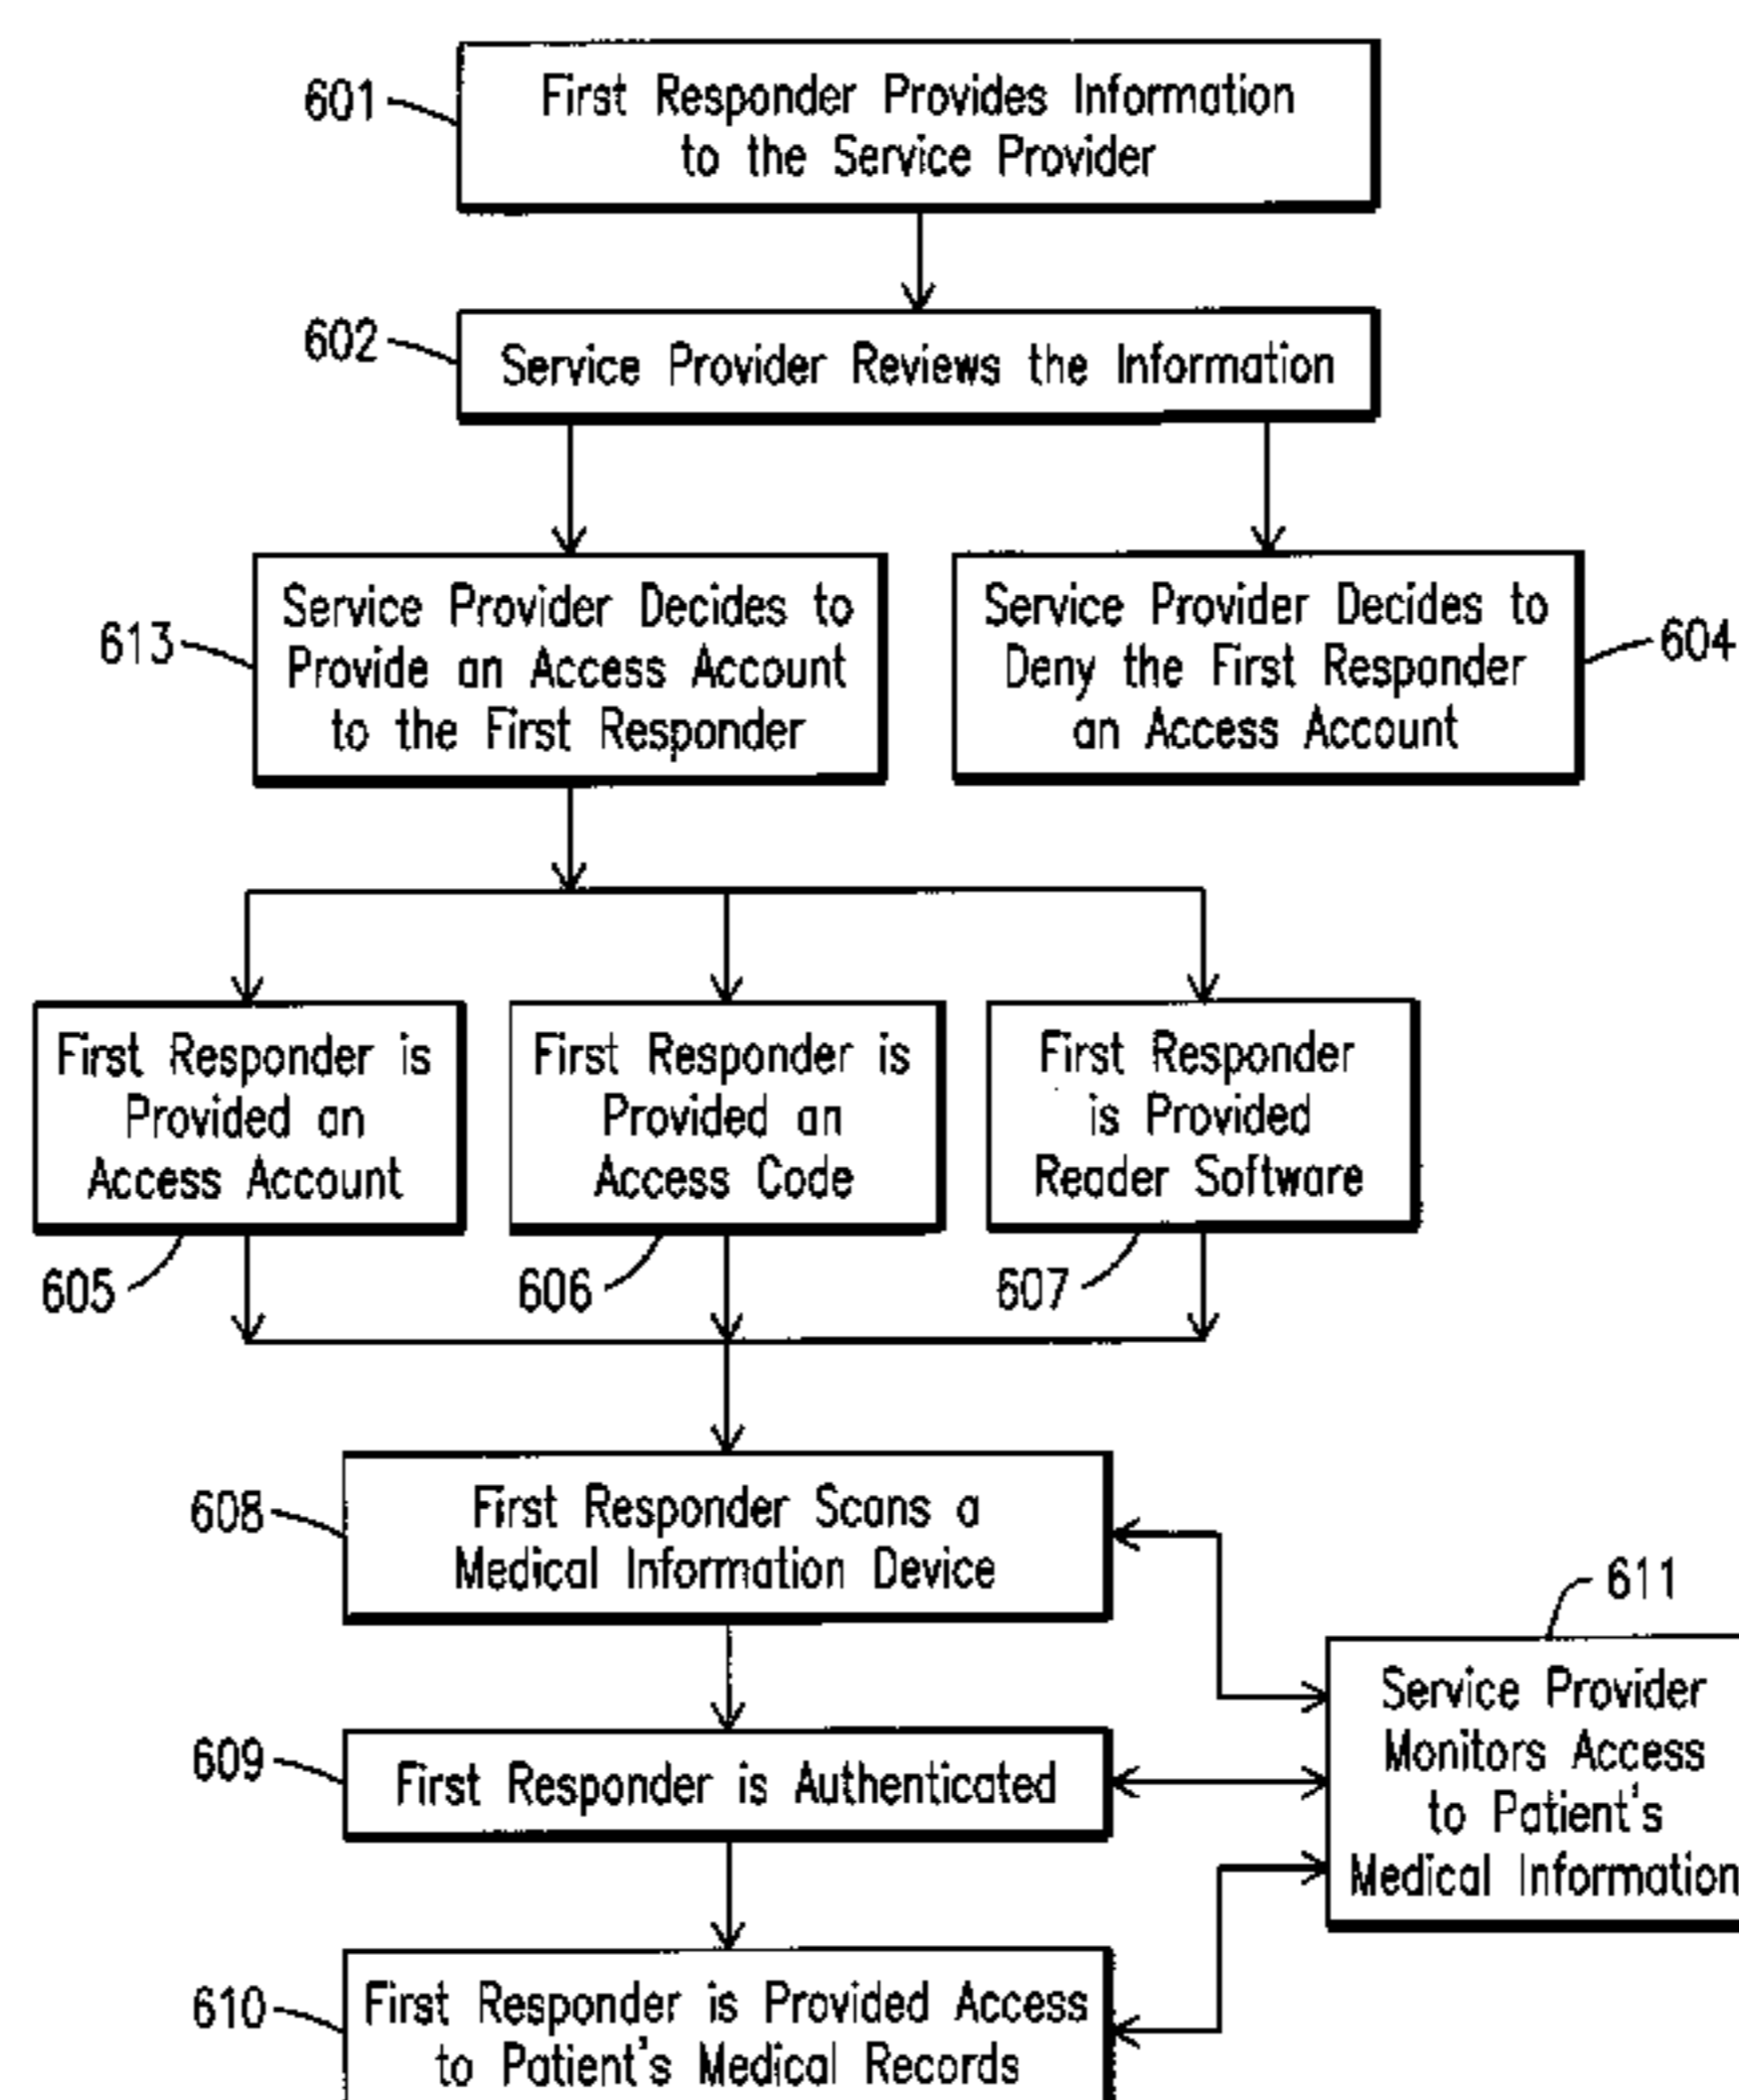 601
First Responder Provides Information
to the Service Provider
602
Service Provider Reviews the Information
613
Service Provider Decides to
Provide an Access Account
to the First Responder
Service Provider Decides to
Deny the First Responder
an Access Account
604
First Responder is
Provided an
Access Account
605
First Responder is
Provided an
Access Code
606
First Responder
is Provided
Reader Software
607
608
First Responder Scans a
Medical Information Device
611
Service Provider
Monitors Access
to Patient's
Medical Information
609
First Responder is Authenticated
610
First Responder is Provided Access
to Patient's Medical Records